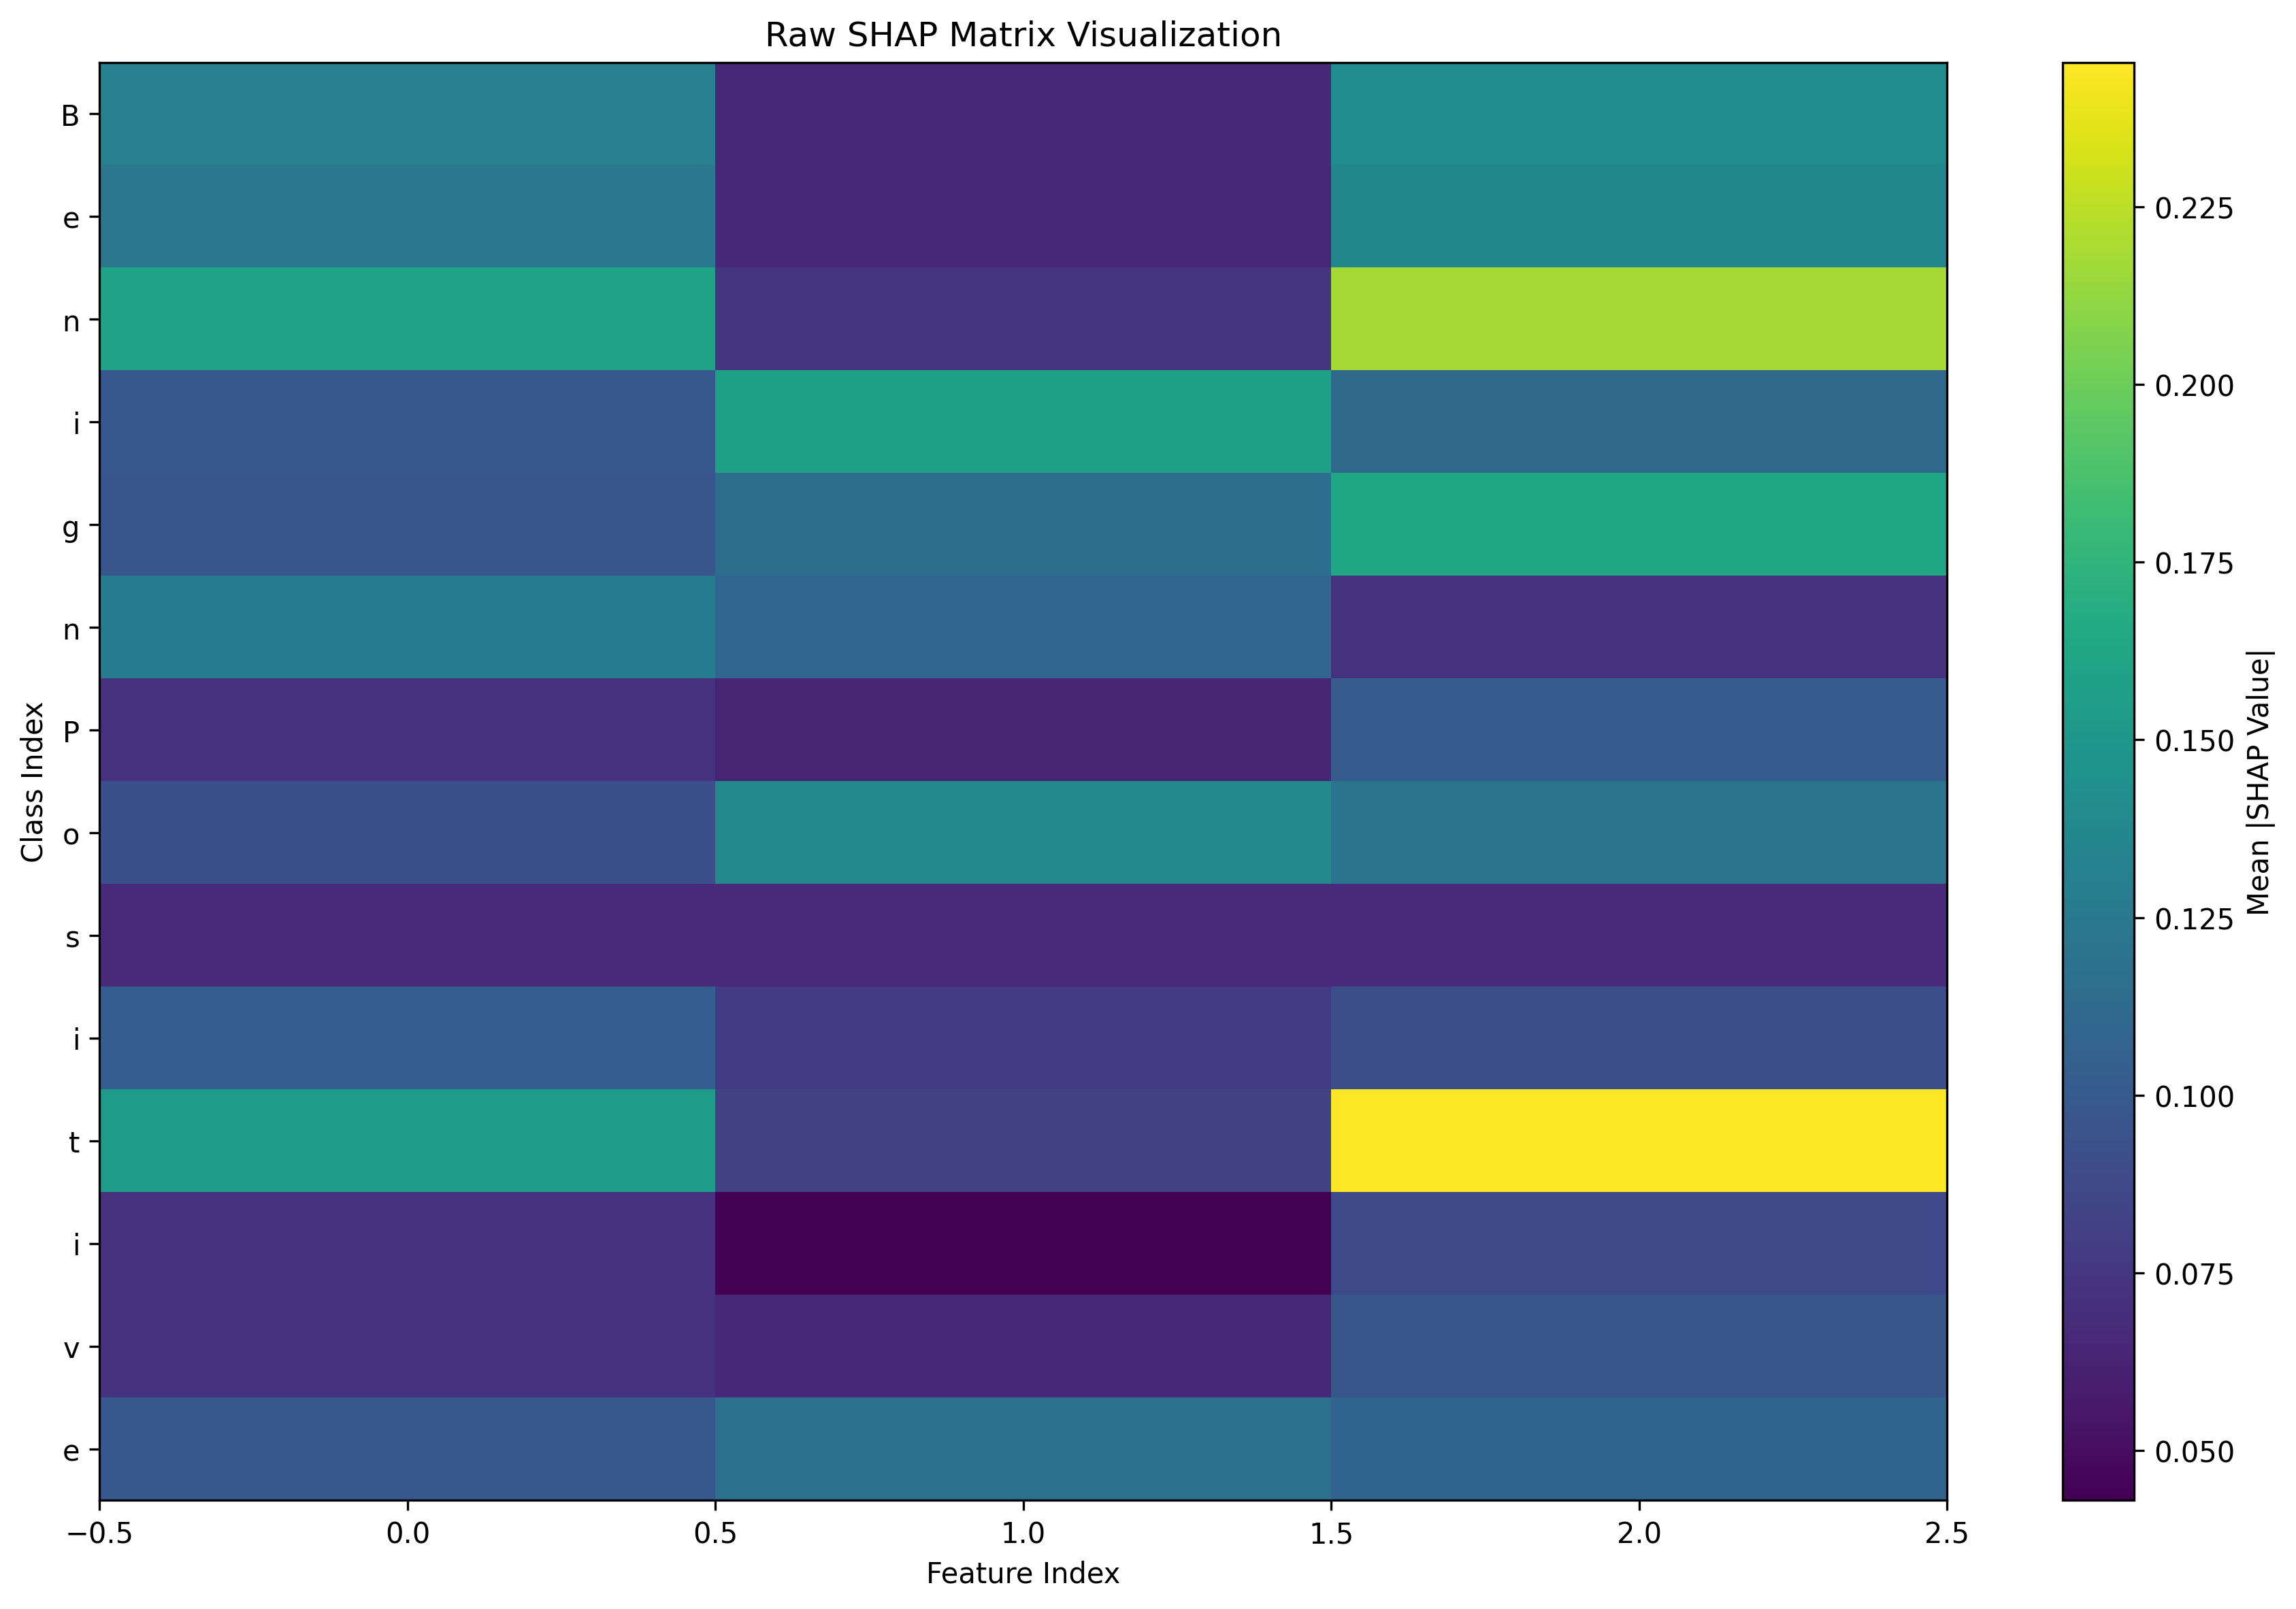 Raw SHAP Matrix Visualization
B
e
n
i
g
n
P
o
s
i
t
i
v
e
Class Index
−0.5 0.0 0.5 1.0 1.5 2.0 2.5
Feature Index
0.225
0.200
0.175
0.150
0.125
0.100
0.075
0.050
Mean |SHAP Value|